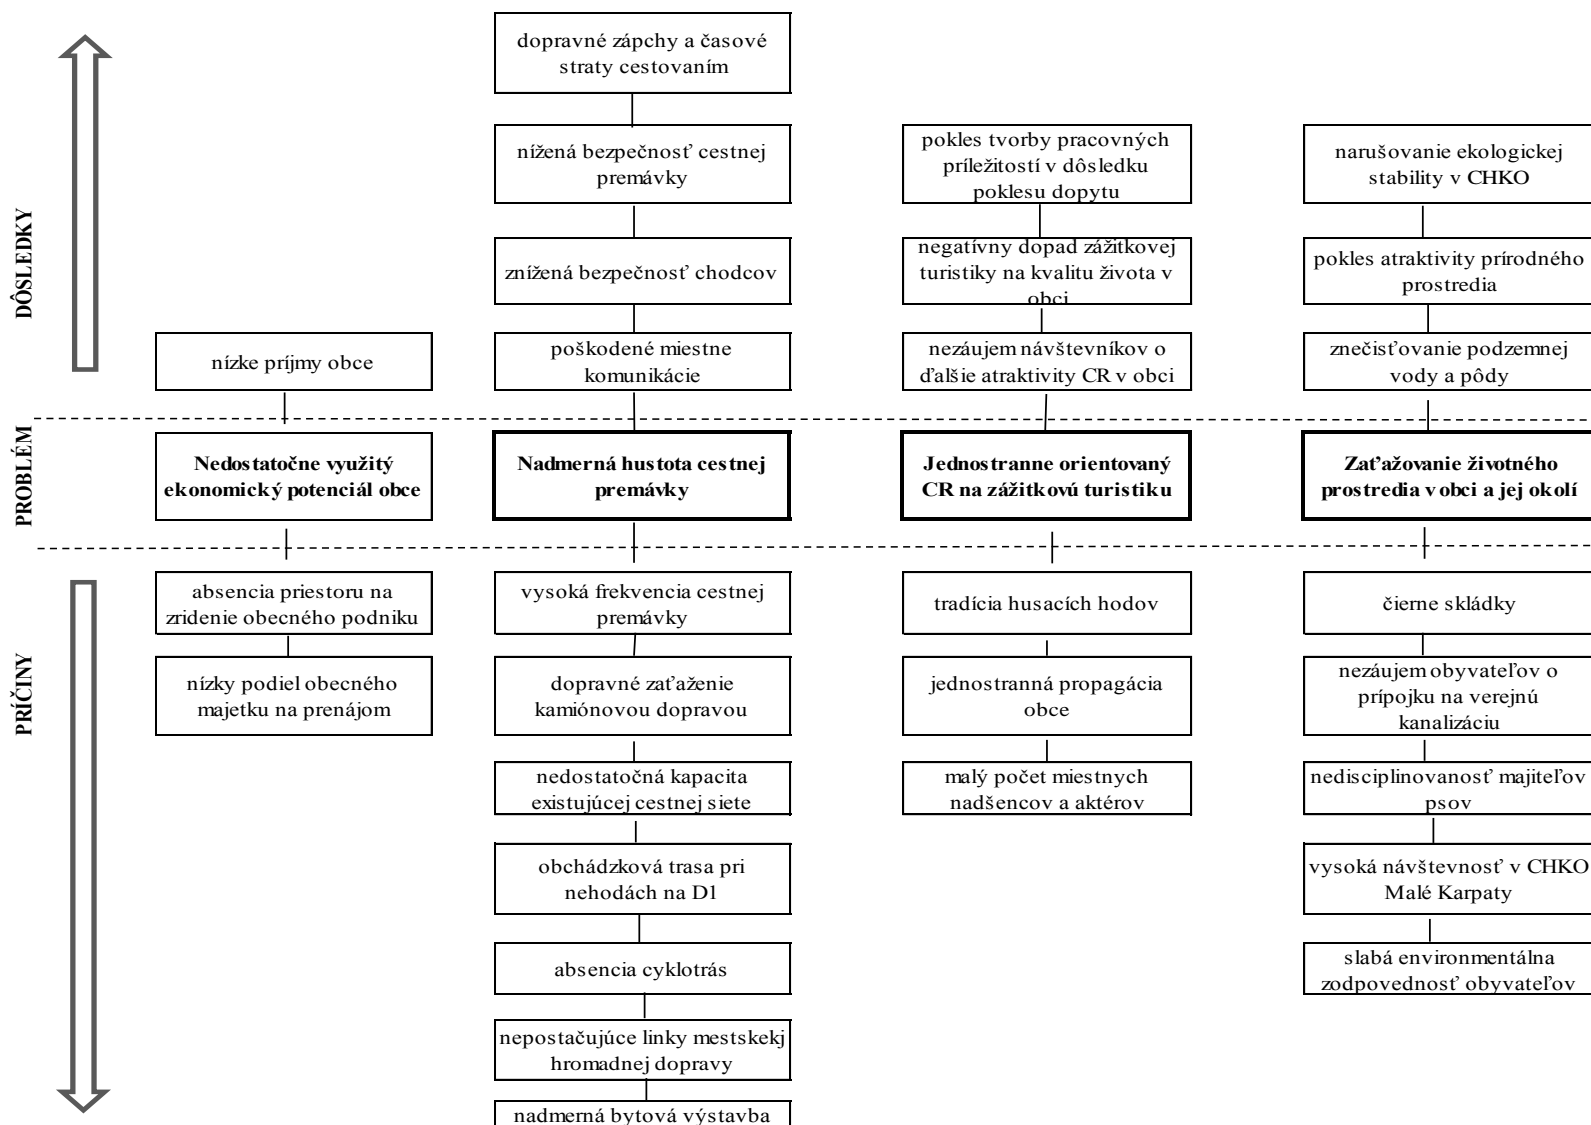 DÔSLEDKY
dopravné zápchy a časové
straty cestovaním
nížená bezpečnosť cestnej
premávky
pokles tvorby pracovných
príležitostí v dôsledku
poklesu dopytu
narušovanie ekologickej
stability v CHKO
znížená bezpečnosť chodcov
negatívny dopad zážitkovej
turistiky na kvalitu života v
obci
pokles atraktivity prírodného
prostredia
nízke príjmy obce
poškodené miestne
komunikácie
nezáujem návštevníkov o
ďalšie atraktivity CR v obci
znečisťovanie podzemnej
vody a pôdy
PROBLÉM
Nedostatočne využitý
ekonomický potenciál obce
Nadmerná hustota cestnej
premávky
Jednostranne orientovaný
CR na zážitkovú turistiku
Zaťažovanie životného
prostredia v obci a jej okolí
PRÍČINY
absencia priestoru na
zridenie obecného podniku
vysoká frekvencia cestnej
premávky
tradícia husacích hodov
čierne skládky
nízky podiel obecného
majetku na prenájom
dopravné zaťaženie
kamiónovou dopravou
jednostranná propagácia
obce
nezáujem obyvateľov o
prípojku na verejnú
kanalizáciu
nedostatočná kapacita
existujúcej cestnej siete
malý počet miestnych
nadšencov a aktérov
nedisciplinovanosť majiteľov
psov
obchádzková trasa pri
nehodách na D1
vysoká návštevnosť v CHKO
Malé Karpaty
absencia cyklotrás
slabá environmentálna
zodpovednosť obyvateľov
nepostačujúce linky mestskekj
hromadnej dopravy
nadmerná bytová výstavba